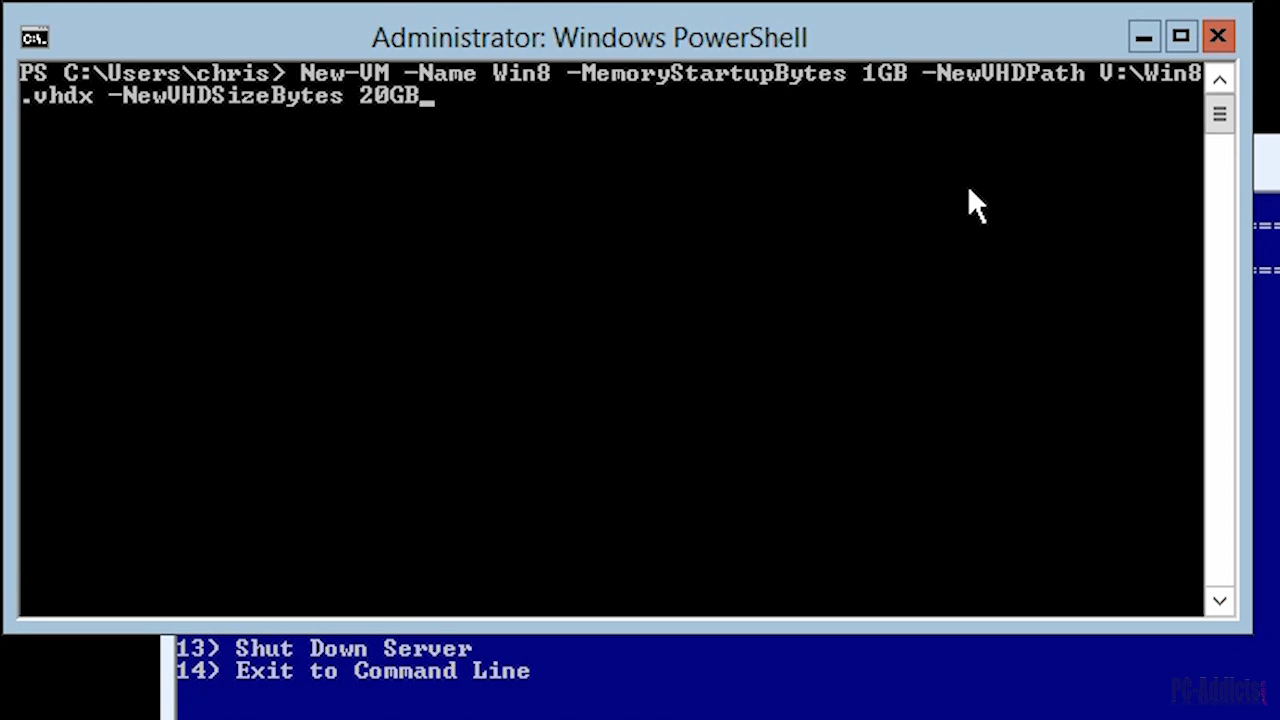 Administrator: Windows PowerShell
PS C:\Users\chris> New-VM -Name Win8 -MemoryStartupBytes 1GB -NewVHDPath V:\Win8
.vhdx -NewVHDSizeBytes 20GB_
==
==
13) Shut Down Server
14) Exit to Command Line
PC-Addicts